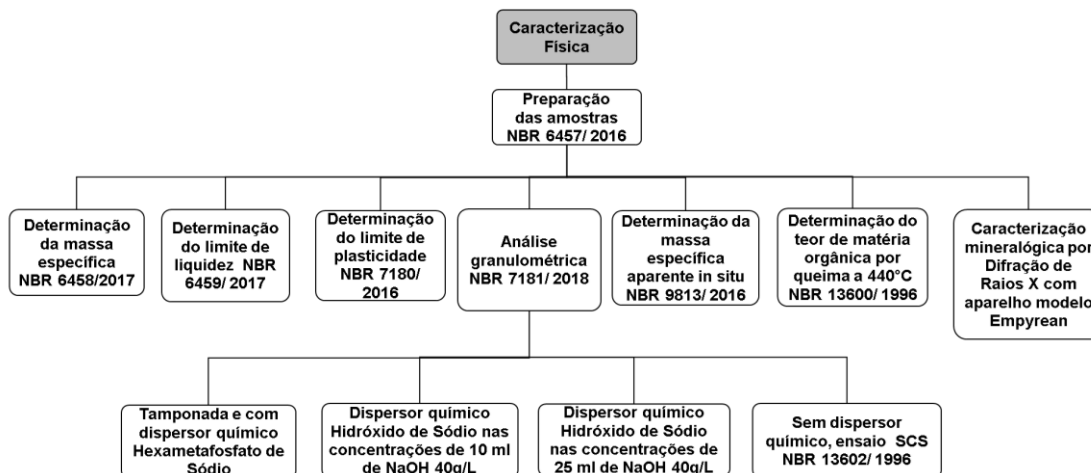 Caracterização
Física
Preparação
das amostras
NBR 6457/ 2016
Determinação
da massa
específica
NBR 6458/2017
Determinação
do limite de
liquidez NBR
6459/ 2017
Determinação
do limite de
plasticidade
NBR 7180/
2016
Análise
granulométrica
NBR 7181/ 2018
Determinação da
massa
específica
aparente in situ
NBR 9813/ 2016
Determinação do
teor de matéria
orgânica por
queima a 440°C
NBR 13600/ 1996
Caracterização
mineralógica por
Difração de
Raios X com
aparelho modelo
Empyrean
Tamponada e com
dispersor químico
Hexametafosfato de
Sódio
Dispersor químico
Hidróxido de Sódio nas
concentrações de 10 ml
de NaOH 40g/L
Dispersor químico
Hidróxido de Sódio
nas concentrações de
25 ml de NaOH 40g/L
Sem dispersor
químico, ensaio SCS
NBR 13602/ 1996